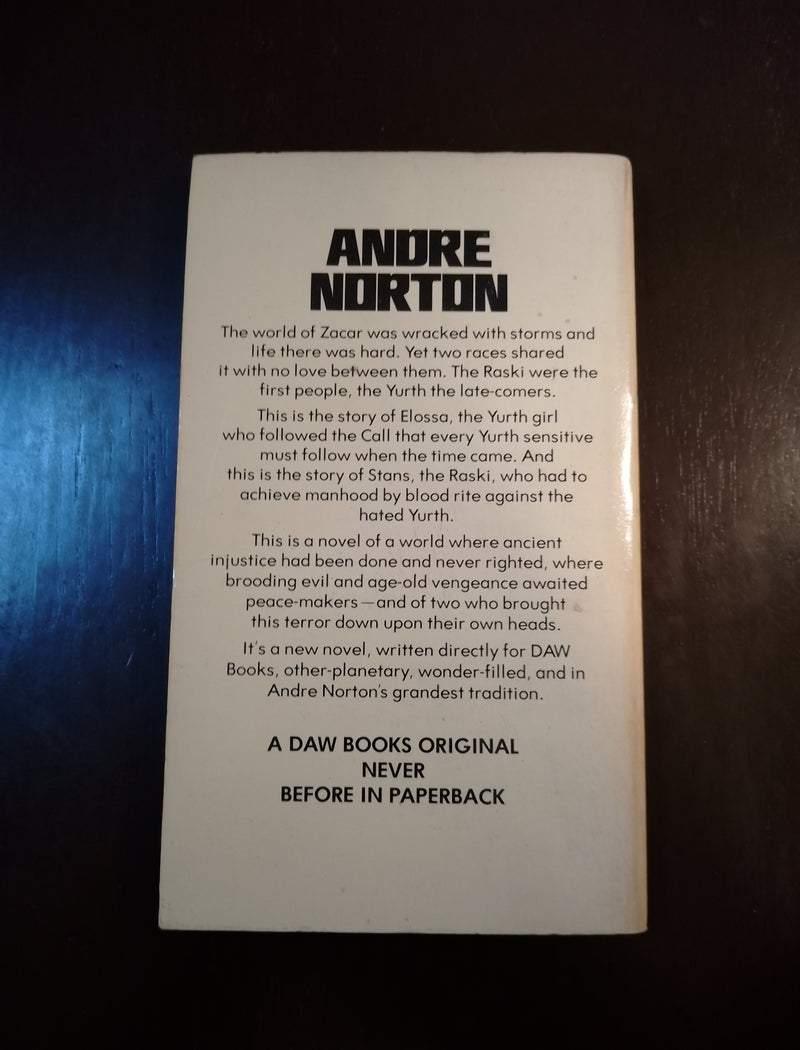 ANDRE
NORTON
The world of Zacar was wracked with storms and
life there was hard. Yet two races shared
it with no love between them. The Raski were the
first people, the Yurth the late-comers.
This is the story of Elossa, the Yurth girl
who followed the Call that every Yurth sensitive
must follow when the time came. And
this is the story of Stans, the Raski, who had to
achieve manhood by blood rite against the
hated Yurth.
This is a novel of a world where ancient
injustice had been done and never righted, where
brooding evil and age-old vengeance awaited
peace-makers—and of two who brought
this terror down upon their own heads.
It's a new novel, written directly for DAW
Books, other-planetary, wonder-filled, and in
Andre Norton's grandest tradition.
A DAW BOOKS ORIGINAL
NEVER
BEFORE IN PAPERBACK